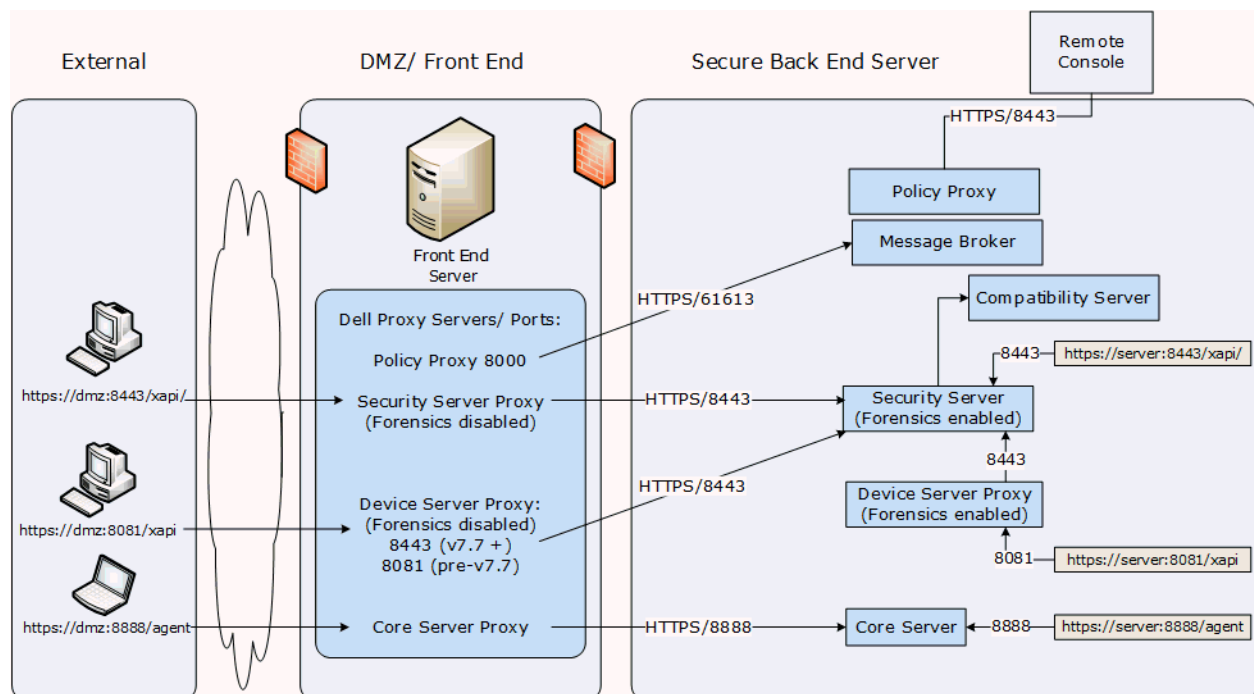 External
DMZ/ Front End
Secure Back End Server
Remote
Console
HTTPS/8443
Policy Proxy
Message Broker
Front End
Server
HTTPS/61613
Compatibility Server
Dell Proxy Servers/ Ports:
Policy Proxy 8000
8443
https://server:8443/xapi/
https://dmz:8443/xapi/
Security Server Proxy
(Forensics disabled)
HTTPS/8443
Security Server
(Forensics enabled)
8443
HTTPS/8443
https://dmz:8081/xapi
Device Server Proxy:
(Forensics disabled)
8443 (v7.7 +)
8081 (pre-v7.7)
Device Server Proxy
(Forensics enabled)
8081
https://server:8081/xapi
https://dmz:8888/agent
Core Server Proxy
HTTPS/8888
Core Server
8888
https://server:8888/agent